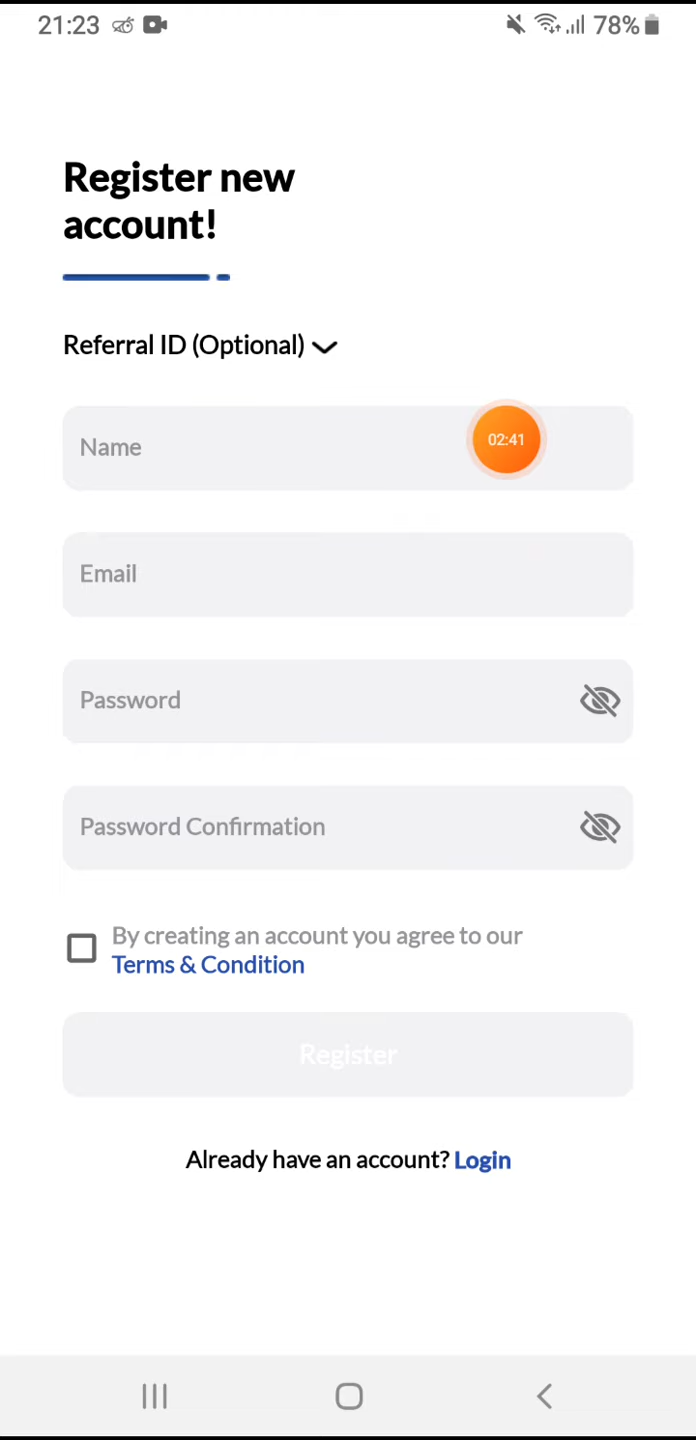 21:23
78%
Register new
account!
Referral ID (Optional)
Name
02:41
Email
Password
Password Confirmation
By creating an account you agree to our
Terms & Condition
Register
Already have an account? Login